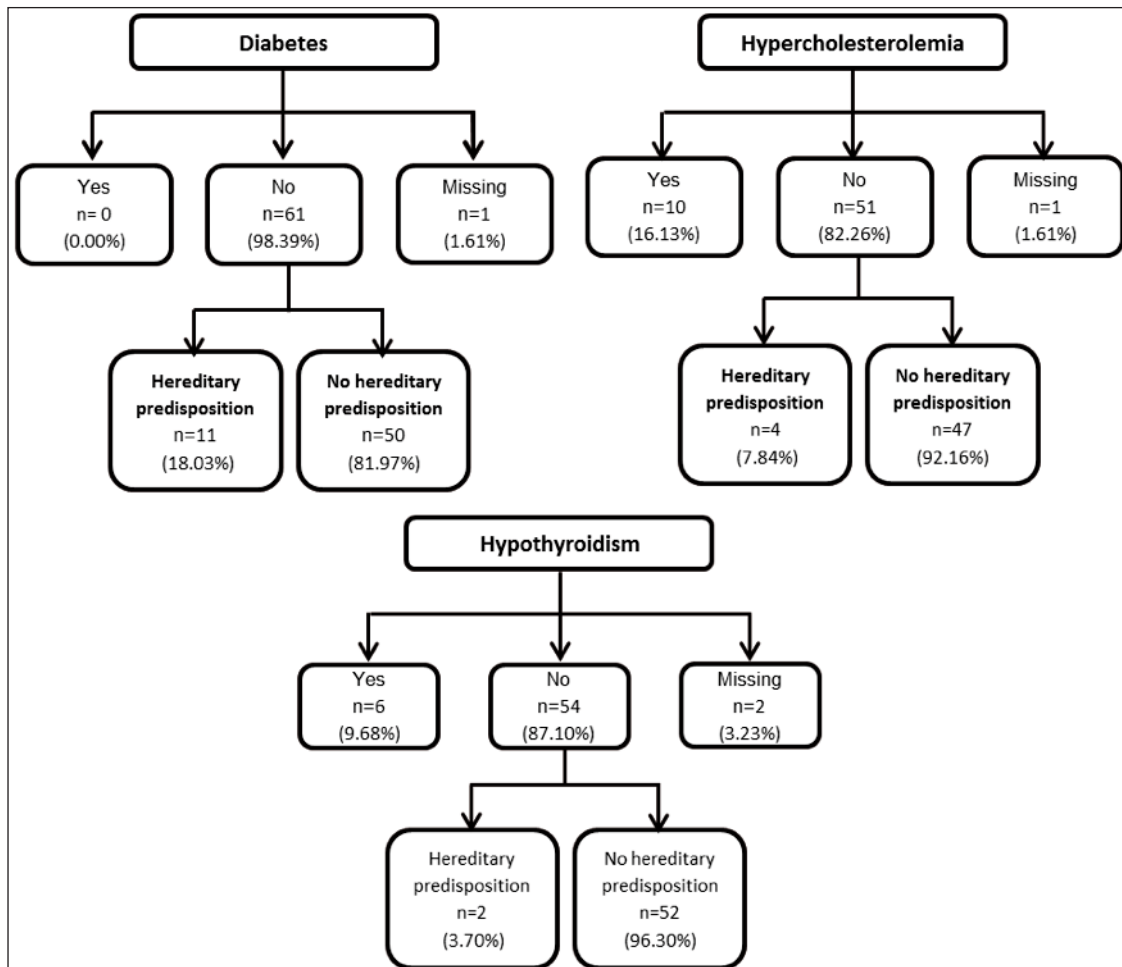 Diabetes
Yes
n= 0
(0.00%)
No
n=61
(98.39%)
Missing
n=1
(1.61%)
Hereditary
predisposition
n=11
(18.03%)
No hereditary
predisposition
n=50
(81.97%)
Hypercholesterolemia
Yes
n=10
(16.13%)
No
n=51
(82.26%)
Missing
n=1
(1.61%)
Hereditary
predisposition
n=4
(7.84%)
No hereditary
predisposition
n=47
(92.16%)
Hypothyroidism
Yes
n=6
(9.68%)
No
n=54
(87.10%)
Missing
n=2
(3.23%)
Hereditary
predisposition
n=2
(3.70%)
No hereditary
predisposition
n=52
(96.30%)